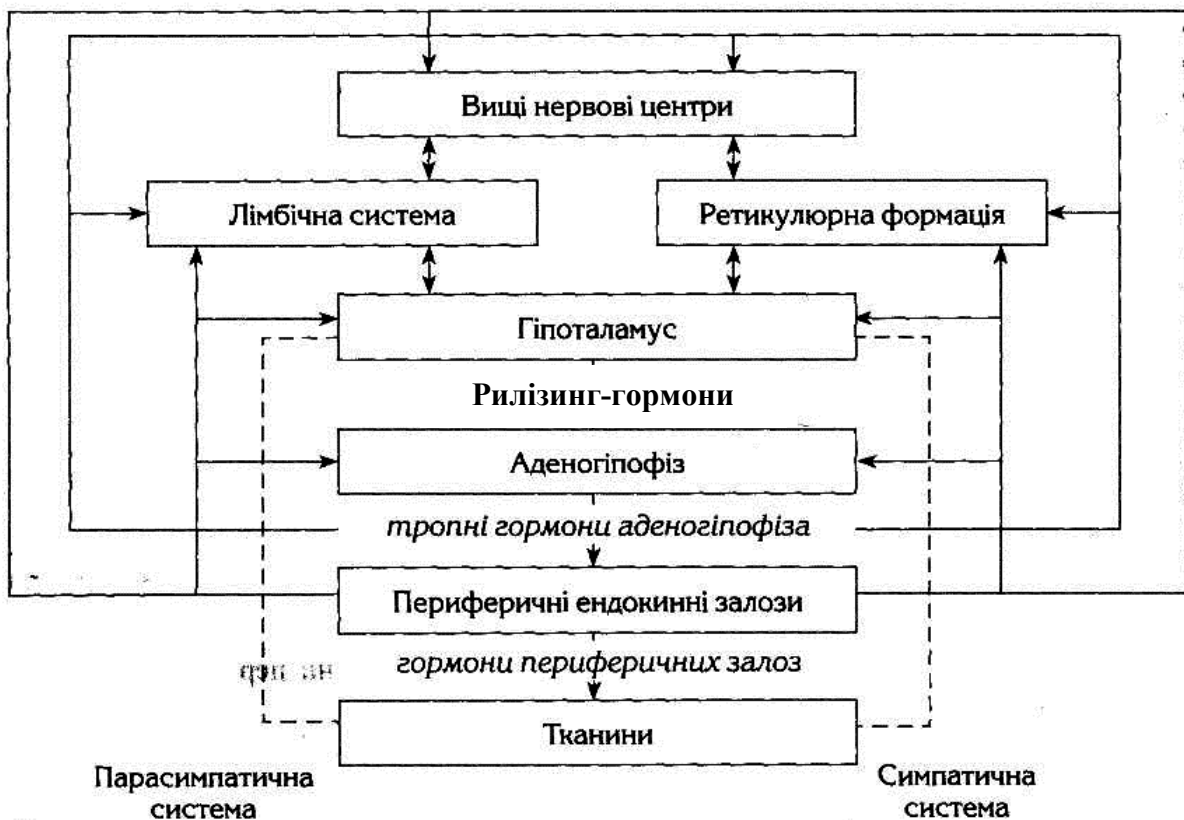 Вищі нервові центри
Лімбічна система
Ретикулюрна формація
Гіпоталамус
Рилізинг-гормони
Аденогіпофіз
тропні гормони аденогіпофіза
Периферичні ендокинні залози
гормони периферичних залоз
Тканини
Парасимпатична
система
Симпатична
система